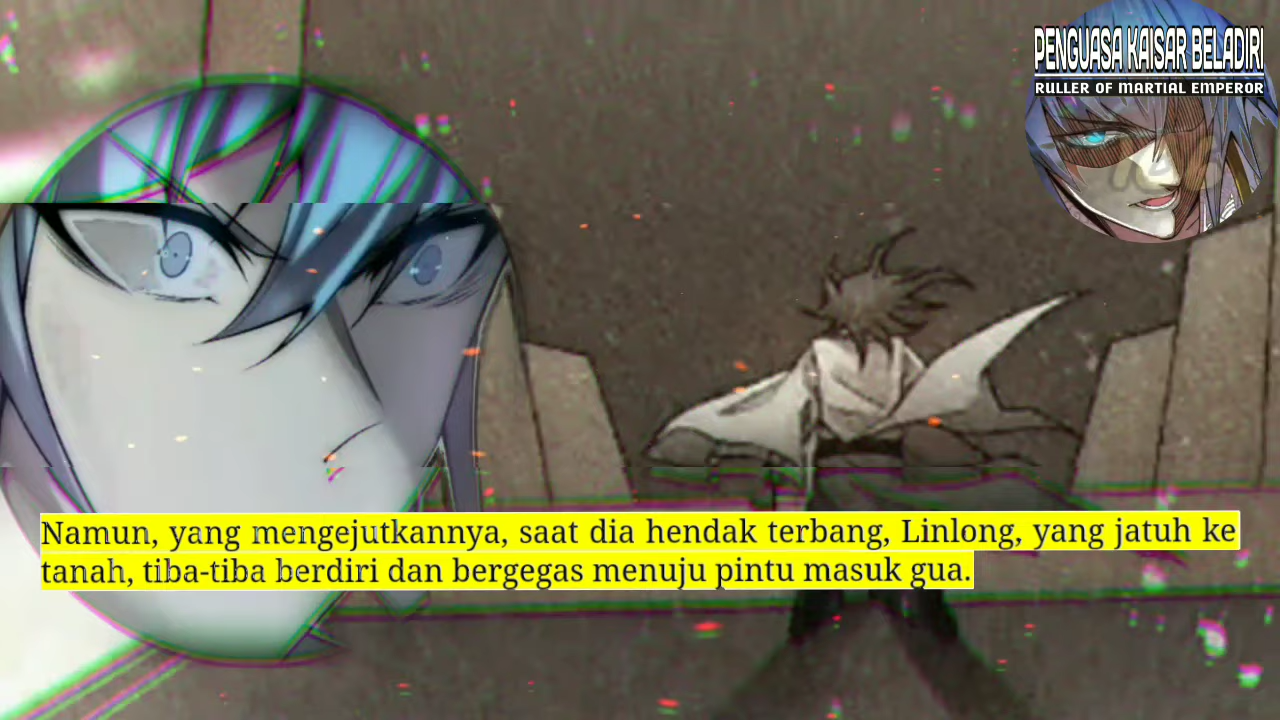 PENGUASA KAISAR BELADIRI
RULLER OF MARTIAL EMPEROR
Namun, yang mengejutkannya, saat dia hendak terbang, Linlong, yang jatuh ke
tanah, tiba-tiba berdiri dan bergegas menuju pintu masuk gua.